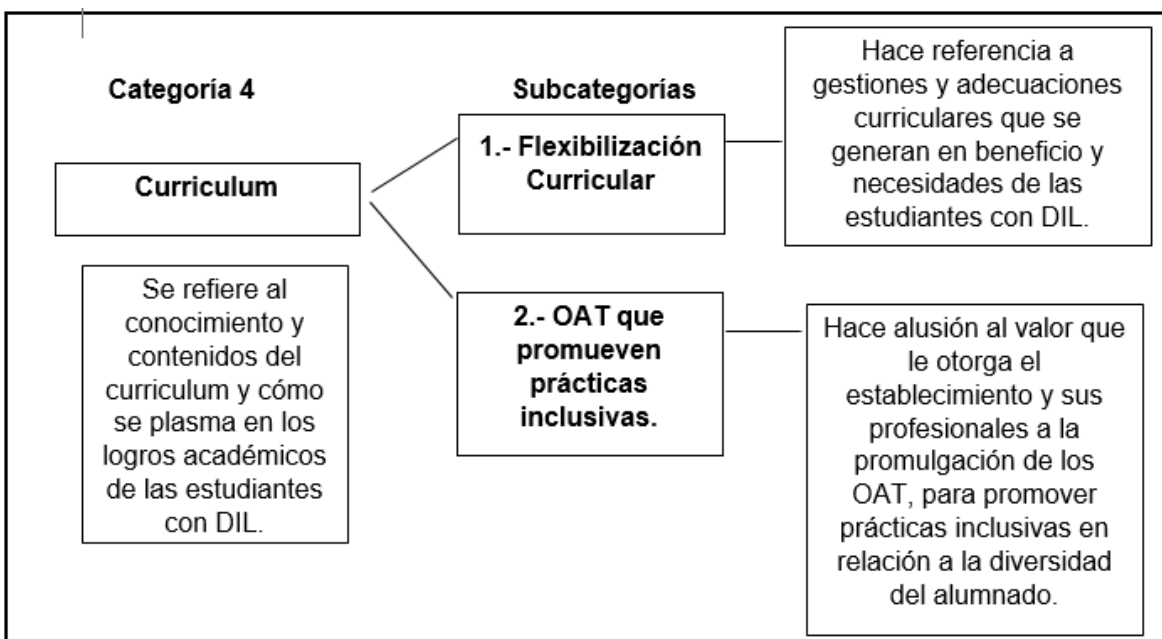 Categoría 4
Curriculum
Se refiere al
conocimiento y
contenidos del
curriculum y cómo
se plasma en los
logros académicos
de las estudiantes
con DIL.
Subcategorías
1.- Flexibilización
Curricular
Hace referencia a
gestiones y adecuaciones
curriculares que se
generan en beneficio y
necesidades de las
estudiantes con DIL.
2.- OAT que
promueven
prácticas
inclusivas.
Hace alusión al valor que
le otorga el
establecimiento y sus
profesionales a la
promulgación de los
OAT, para promover
prácticas inclusivas en
relación a la diversidad
del alumnado.